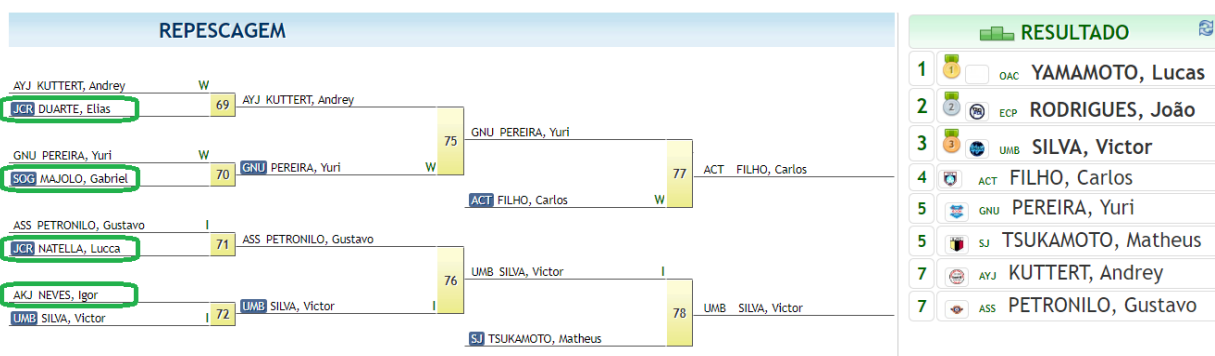 REPESCAGEM
AYJ KUTTERT, Andrey W
JCR DUARTE, Elias
69
AYJ KUTTERT, Andrey
GNU PEREIRA, Yuri W
SOG MAJOLO, Gabriel
70
GNU PEREIRA, Yuri W
75
GNU PEREIRA, Yuri
ACT FILHO, Carlos W
77
ACT FILHO, Carlos
ASS PETRONILO, Gustavo I
JCR NATELLA, Lucca
71
ASS PETRONILO, Gustavo
AKJ NEVES, Igor
UMB SILVA, Victor I
72
UMB SILVA, Victor I
76
UMB SILVA, Victor I
SJ TSUKAMOTO, Matheus
78
UMB SILVA, Victor
RESULTADO
1 1 OAC YAMAMOTO, Lucas
2 2 ECP RODRIGUES, João
3 3 UMB SILVA, Victor
4 ACT FILHO, Carlos
5 GNU PEREIRA, Yuri
5 SJ TSUKAMOTO, Matheus
7 AYJ KUTTERT, Andrey
7 ASS PETRONILO, Gustavo